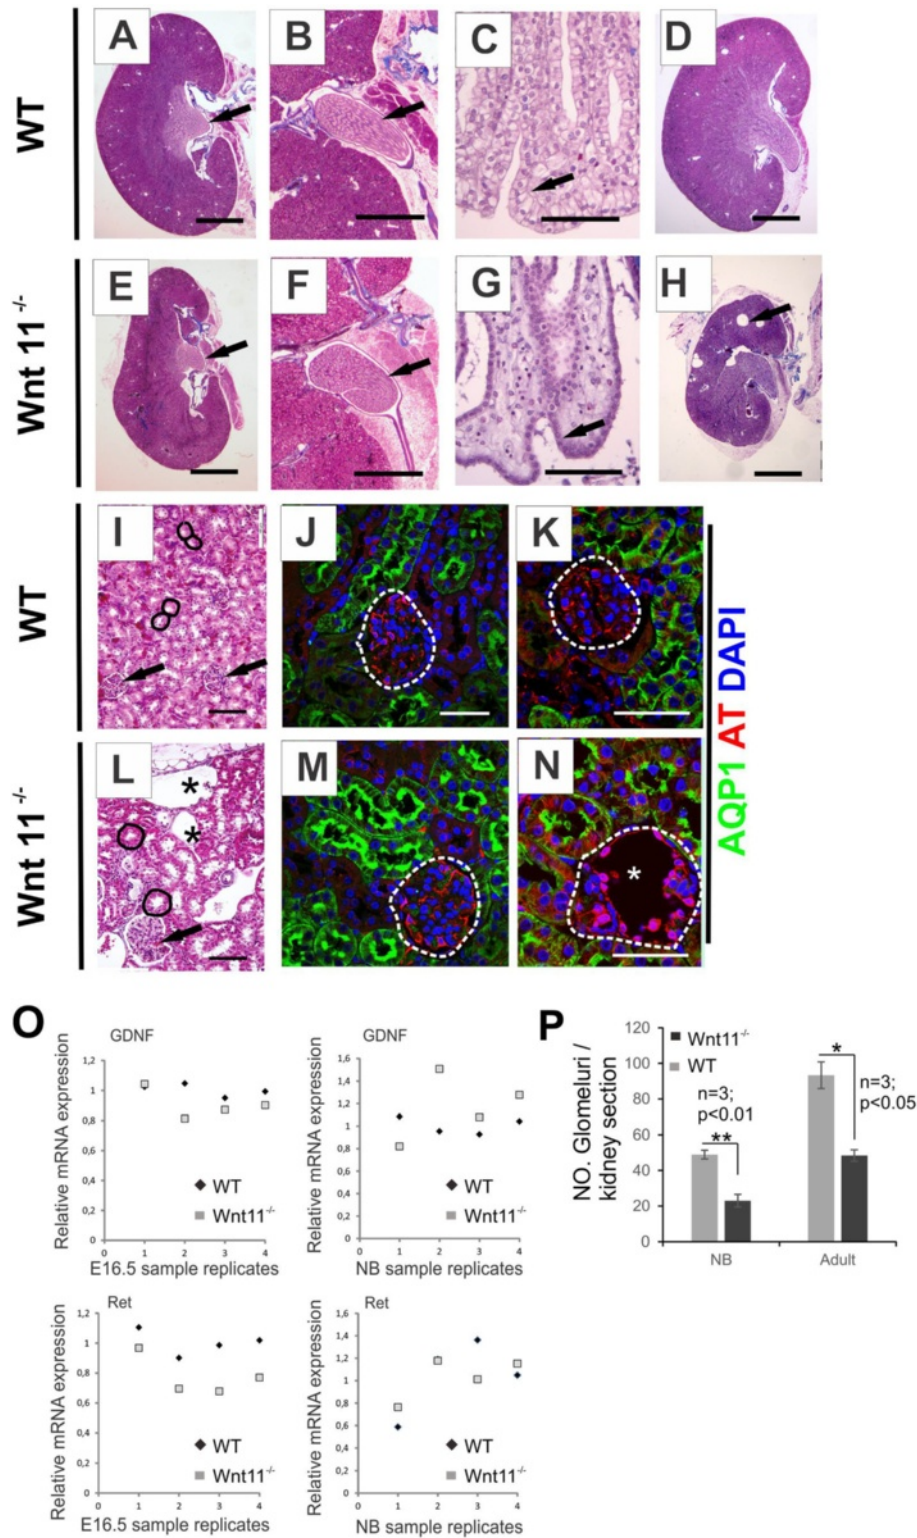 A B C D
WT
E F G H
Wnt 11 -/-
I J K
WT
L * * M N *
Wnt 11 -/-
AQP1 AT DAPI
O
GDNF
Relative mRNA expression
1,2
1
0,8
0,6
0,4
0,2
0
0 1 2 3 4
WT
Wnt11-/-
E16.5 sample replicates
GDNF
Relative mRNA expression
1,6
1,4
1,2
1
0,8
0,6
0,4
0,2
0
0 1 2 3 4
WT
Wnt11-/-
NB sample replicates
P
NO. Glomeluri /
kidney section
120
100
80
60
40
20
0
Wnt11-/-
WT
n=3;
p<0.01
**
*
n=3;
p<0.05
NB Adult
Ret
Relative mRNA expression
1,2
1
0,8
0,6
0,4
0,2
0
0 1 2 3 4
WT
Wnt11-/-
E16.5 sample replicates
Ret
Relative mRNA expression
1,6
1,4
1,2
1
0,8
0,6
0,4
0,2
0
0 1 2 3 4
WT
Wnt11-/-
NB sample replicates